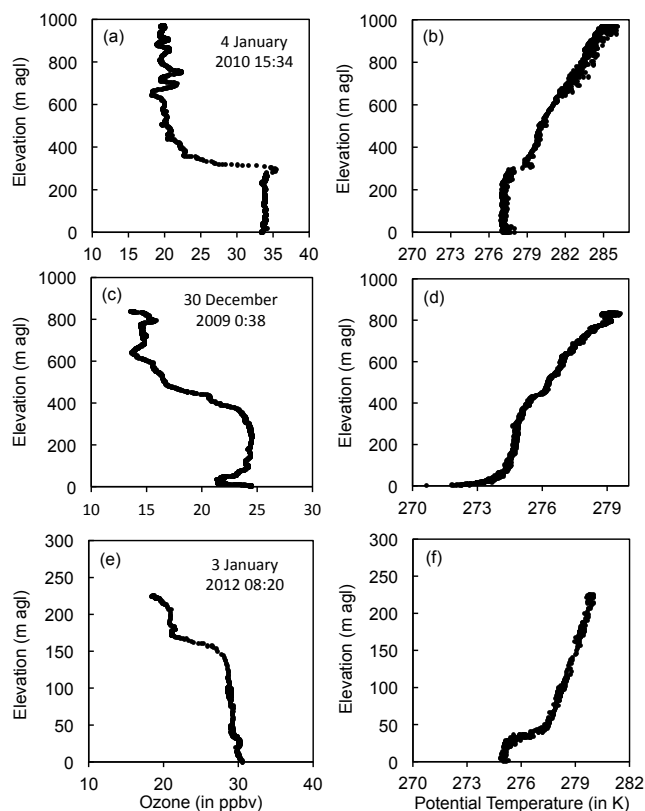 1000
800
600
400
200
0
Elevation (m agl)
(a)
4 January
2010 15:34
10 15 20 25 30 35 40
1000
800
600
400
200
0
Elevation (m agl)
(b)
270 273 276 279 282 285
1000
800
600
400
200
0
Elevation (m agl)
(c)
30 December
2009 0:38
10 15 20 25 30
1000
800
600
400
200
0
Elevation (m agl)
(d)
270 273 276 279
300
250
200
150
100
50
0
Elevation (m agl)
(e)
3 January
2012 08:20
10 20 30 40
Ozone (in ppbv)
300
250
200
150
100
50
0
Elevation (m agl)
(f)
270 273 276 279 282
Potential Temperature (in K)